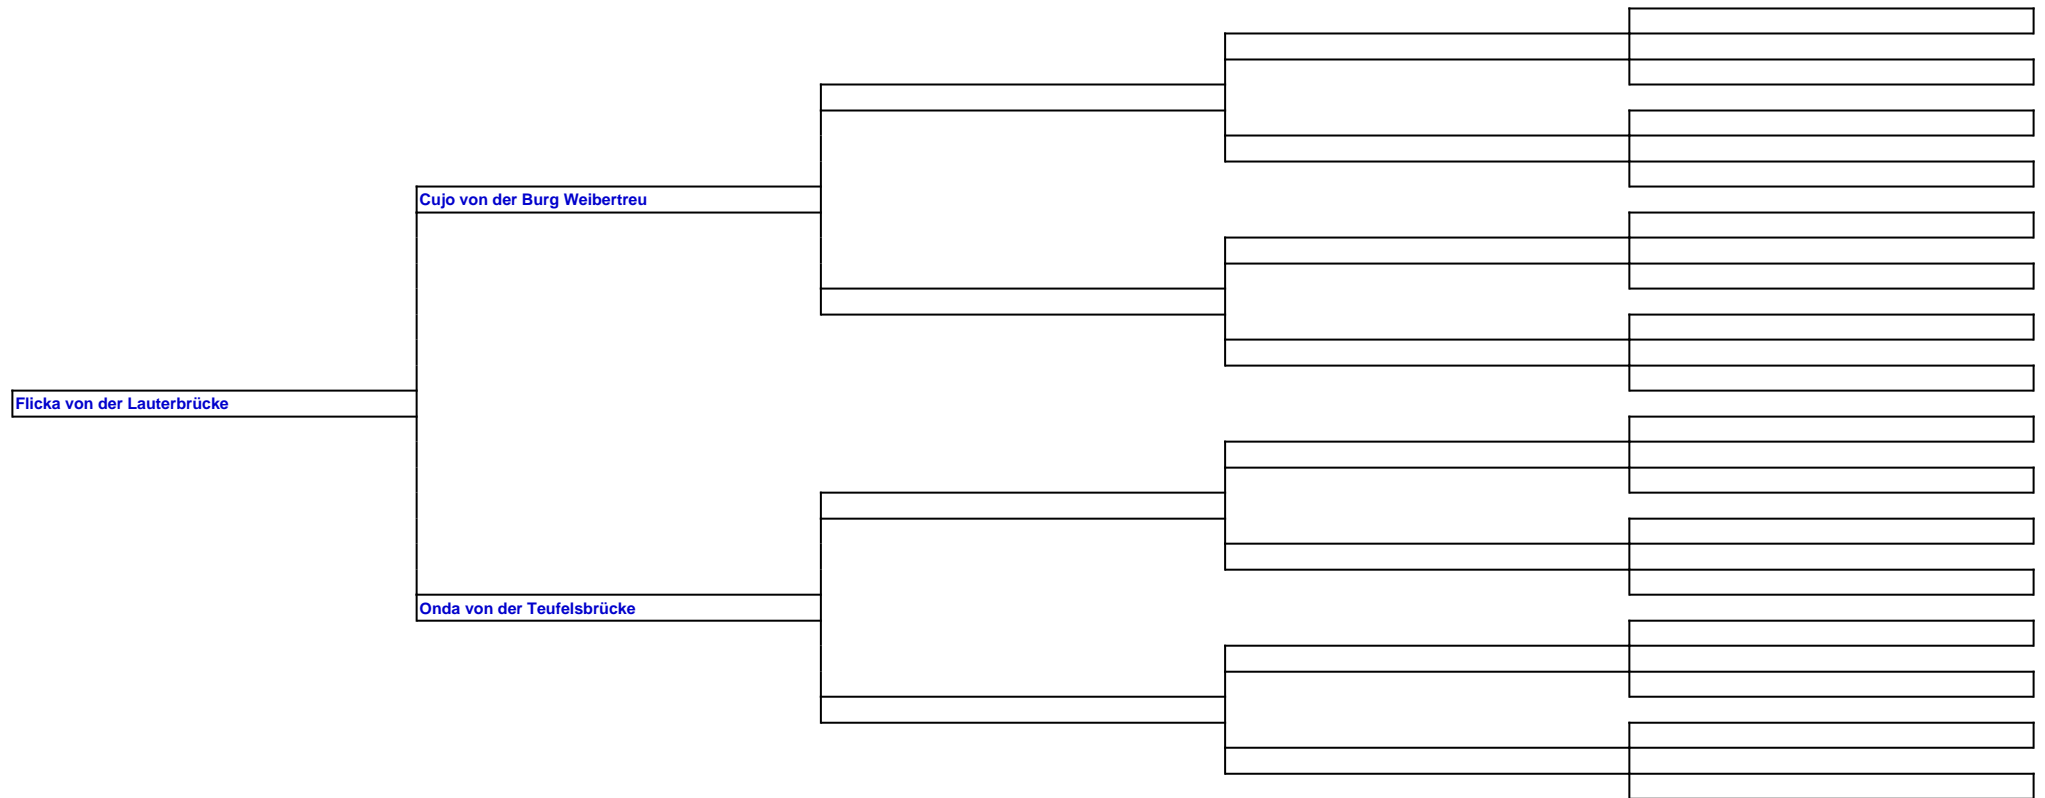 Cujo von der Burg Weibertreu
Flicka von der Lauterbrücke
Onda von der Teufelsbrücke